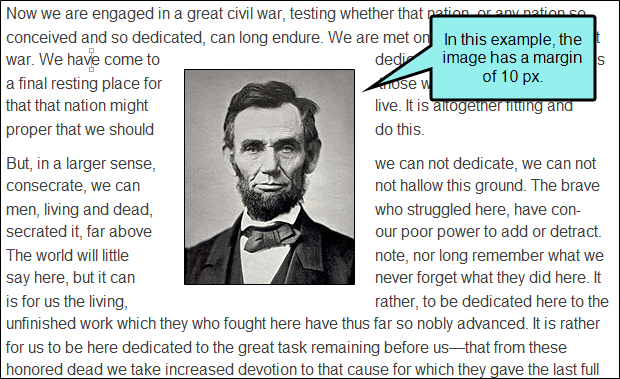 Now we are engaged in a great civil war, testing whether that nation, or any nation so
conceived and so dedicated, can long endure. We are met on
war. We have come to
a final resting place for those
that that nation might live. It is altogether fitting and
proper that we should do this.
In this example, the
image has a margin
of 10 px.
But, in a larger sense, we can not dedicate, we can not
consecrate, we can not hallow this ground. The brave
men, living and dead, who struggled here, have con-
secrated it, far above our poor power to add or detract.
The world will little note, nor long remember what we
say here, but it can never forget what they did here. It
is for us the living, rather, to be dedicated here to the
unfinished work which they who fought here have thus far so nobly advanced. It is rather
for us to be here dedicated to the great task remaining before us—that from these
honored dead we take increased devotion to that cause for which they gave the last full